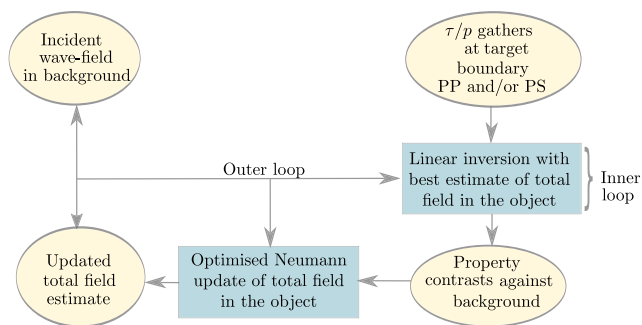 Incident
wave-field
in background
τ/p gathers
at target
boundary
PP and/or PS
Outer loop
Linear inversion with
best estimate of total
field in the object
Inner
loop
Updated
total field
estimate
Optimised Neumann
update of total field
in the object
Property
contrasts against
background